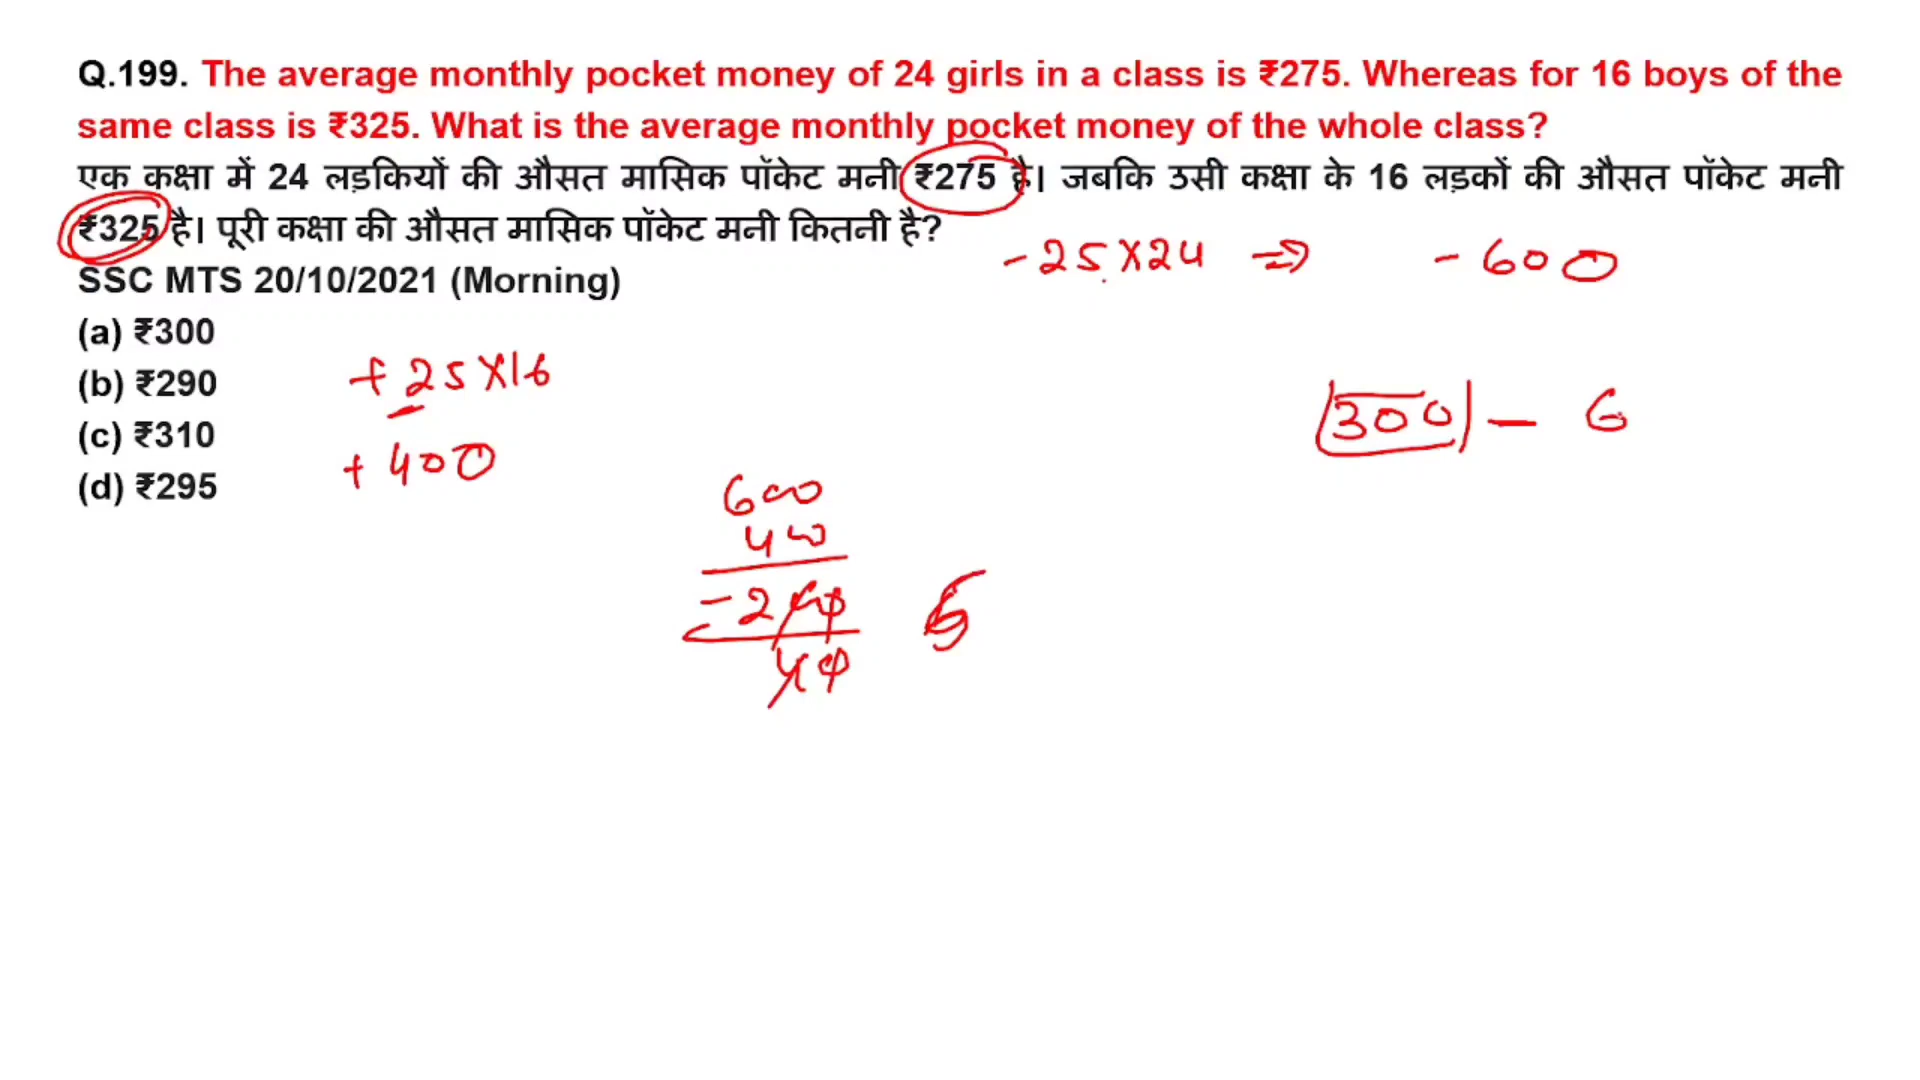 Q.199. The average monthly pocket money of 24 girls in a class is ₹275. Whereas for 16 boys of the
same class is ₹325. What is the average monthly pocket money of the whole class?
एक कक्षा में 24 लड़कियों की औसत मासिक पॉकेट मनी ₹275 है। जबकि उसी कक्षा के 16 लड़कों की औसत पॉकेट मनी
₹325 है। पूरी कक्षा की औसत मासिक पॉकेट मनी कितनी है?
-25×24 ⇒ -600
SSC MTS 20/10/2021 (Morning)
(a) ₹300
(b) ₹290
(c) ₹310
(d) ₹295
+25×16
+400
300 -
600
400
-200
40
5